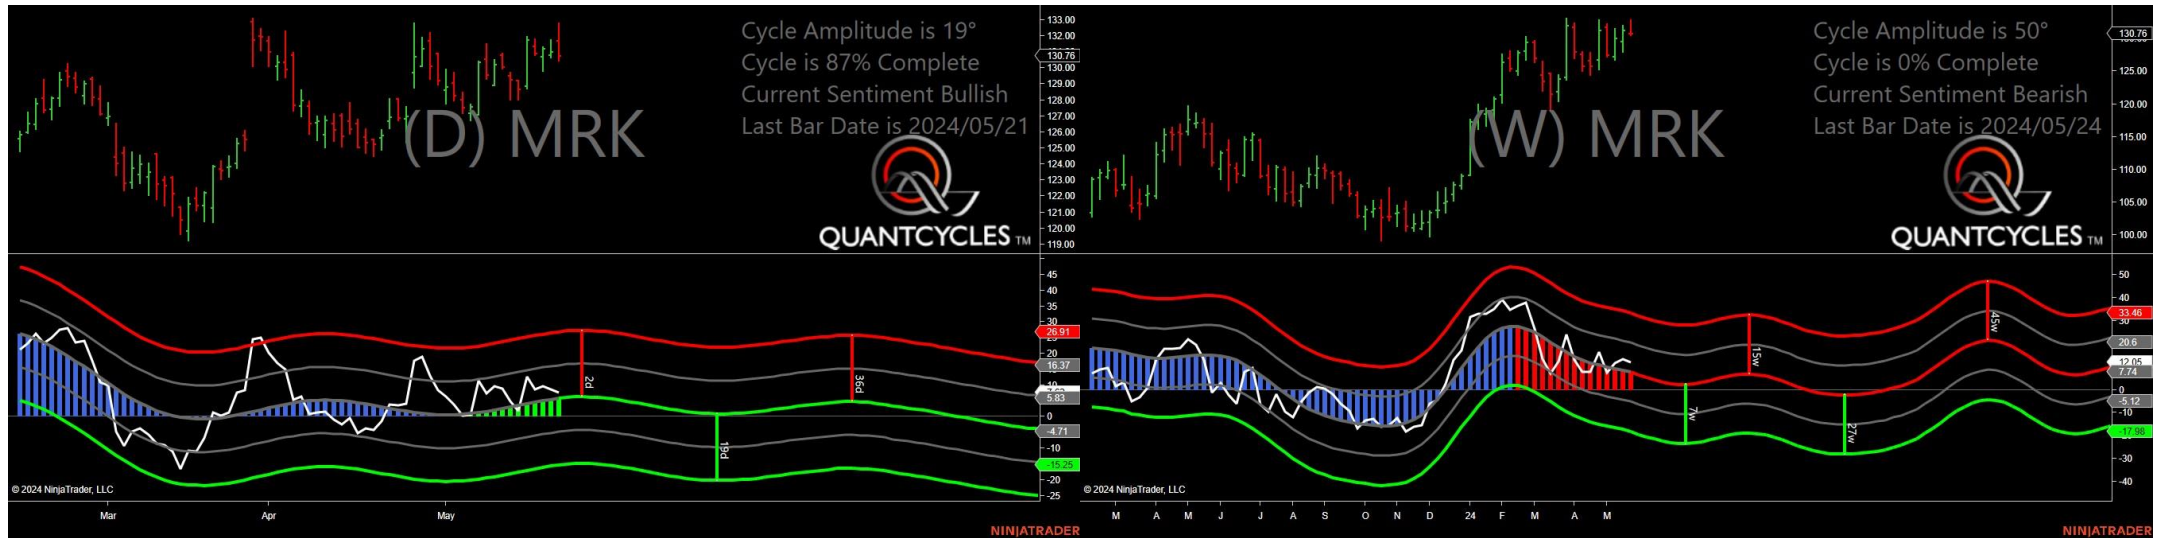 Cycle Amplitude is 19°
Cycle is 87% Complete
Current Sentiment Bullish
Last Bar Date is 2024/05/21
(D) MRK
QUANTCYCLES TM
133.00
132.00
130.76
130.00
129.00
128.00
127.00
126.00
125.00
124.00
123.00
122.00
121.00
120.00
119.00
45
40
35
30
26.91
20
16.37
10
5.83
0
-4.71
-10
-15.25
-20
-25
2d
36d
19d
© 2024 NinjaTrader, LLC
Mar
Apr
May
NINJATRADER
Cycle Amplitude is 50°
Cycle is 0% Complete
Current Sentiment Bearish
Last Bar Date is 2024/05/24
(W) MRK
QUANTCYCLES TM
130.76
125.00
120.00
115.00
110.00
105.00
100.00
50
40
33.46
30
20.6
12.05
7.74
0
-5.12
-10
-17.98
-30
-40
45w
15w
7w
27w
© 2024 NinjaTrader, LLC
M A M J J A S O N D 24 F M A M
NINJATRADER